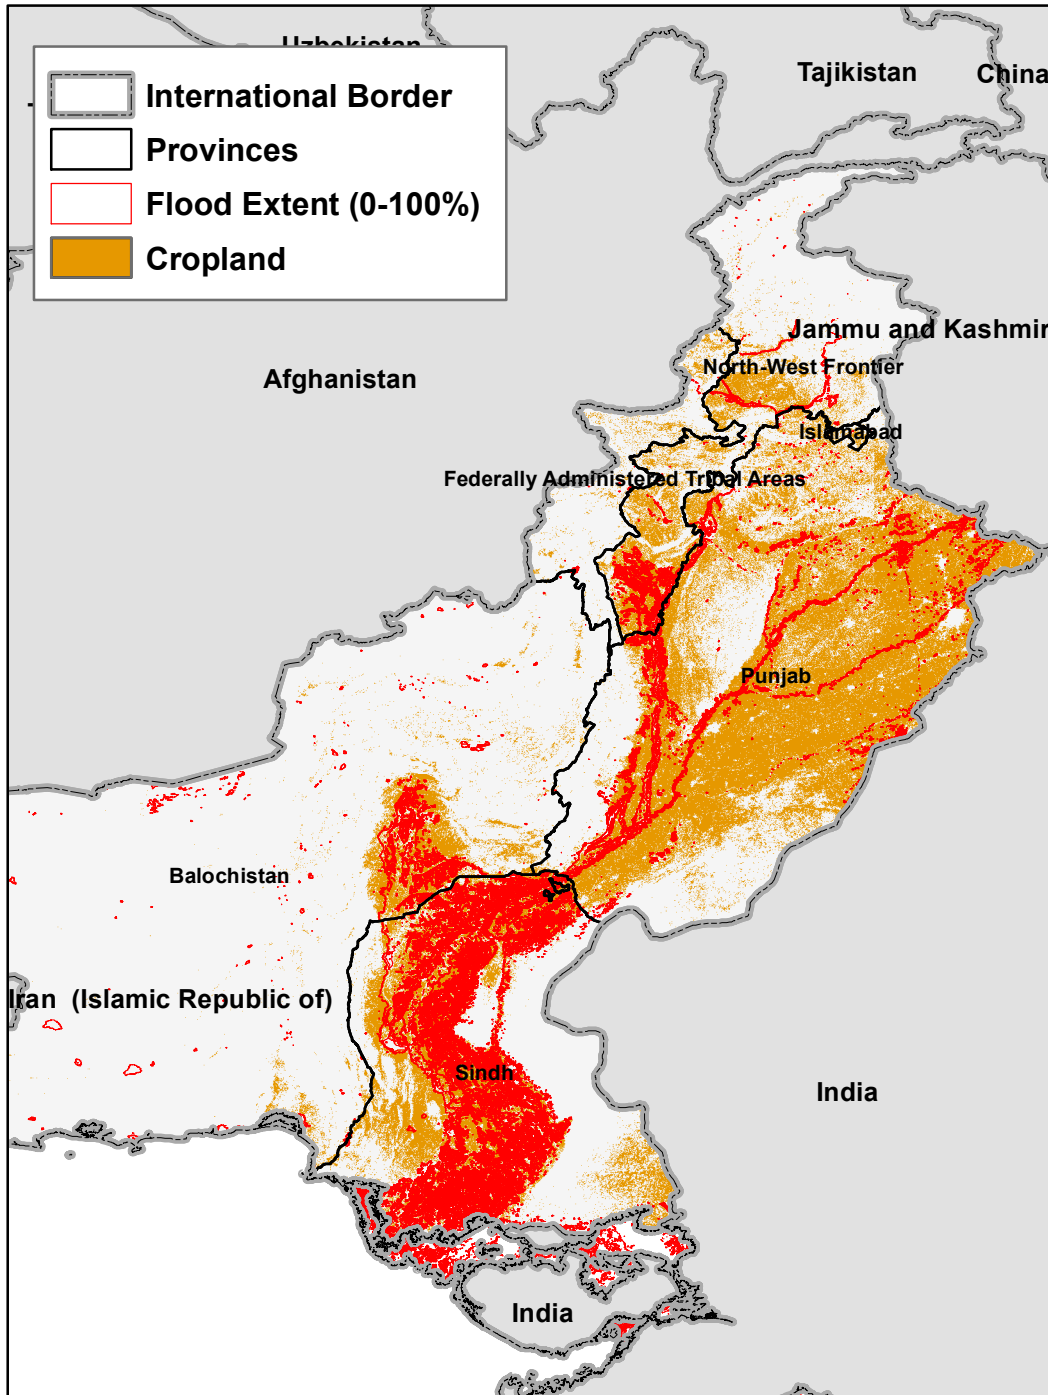 Uzbekistan
Tajikistan
China
International Border
Provinces
Flood Extent (0-100%)
Cropland
Jammu and Kashmir
North-West Frontier
Afghanistan
Islamabad
Federally Administered Tribal Areas
Punjab
Balochistan
Iran (Islamic Republic of)
Sindh
India
India